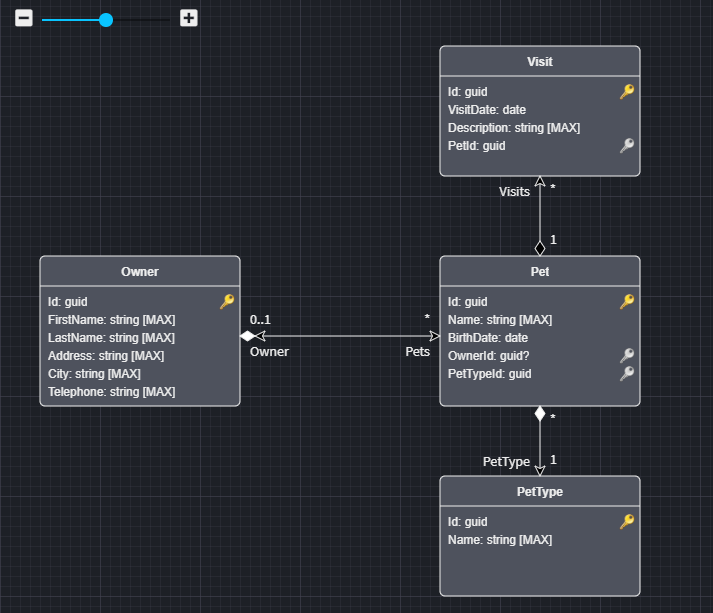 Visit
Id: guid
VisitDate: date
Description: string [MAX]
PetId: guid
Visits
*
1
Owner
Id: guid
FirstName: string [MAX]
LastName: string [MAX]
Address: string [MAX]
City: string [MAX]
Telephone: string [MAX]
0..1
Owner
*
Pets
Pet
Id: guid
Name: string [MAX]
BirthDate: date
OwnerId: guid?
PetTypeId: guid
*
PetType
1
PetType
Id: guid
Name: string [MAX]